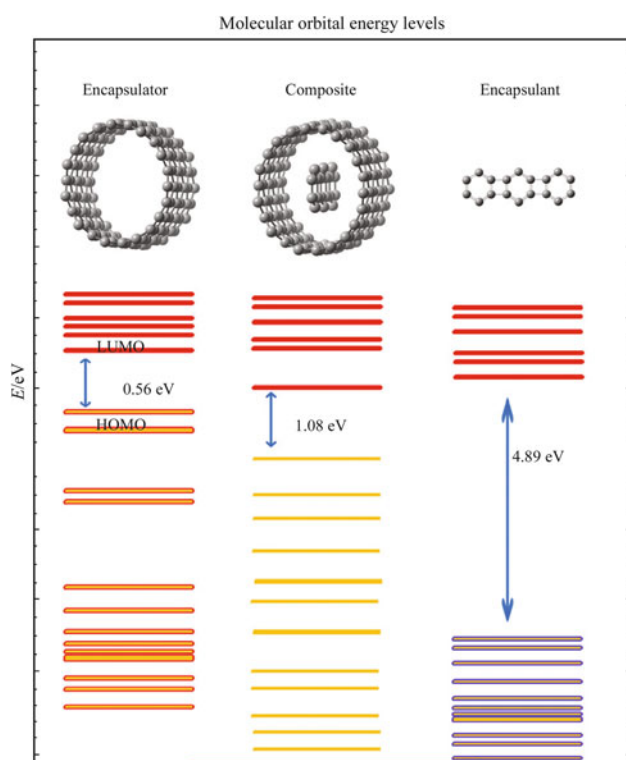 Molecular orbital energy levels
Encapsulator
Composite
Encapsulant
E/eV
LUMO
0.56 eV
HOMO
1.08 eV
4.89 eV